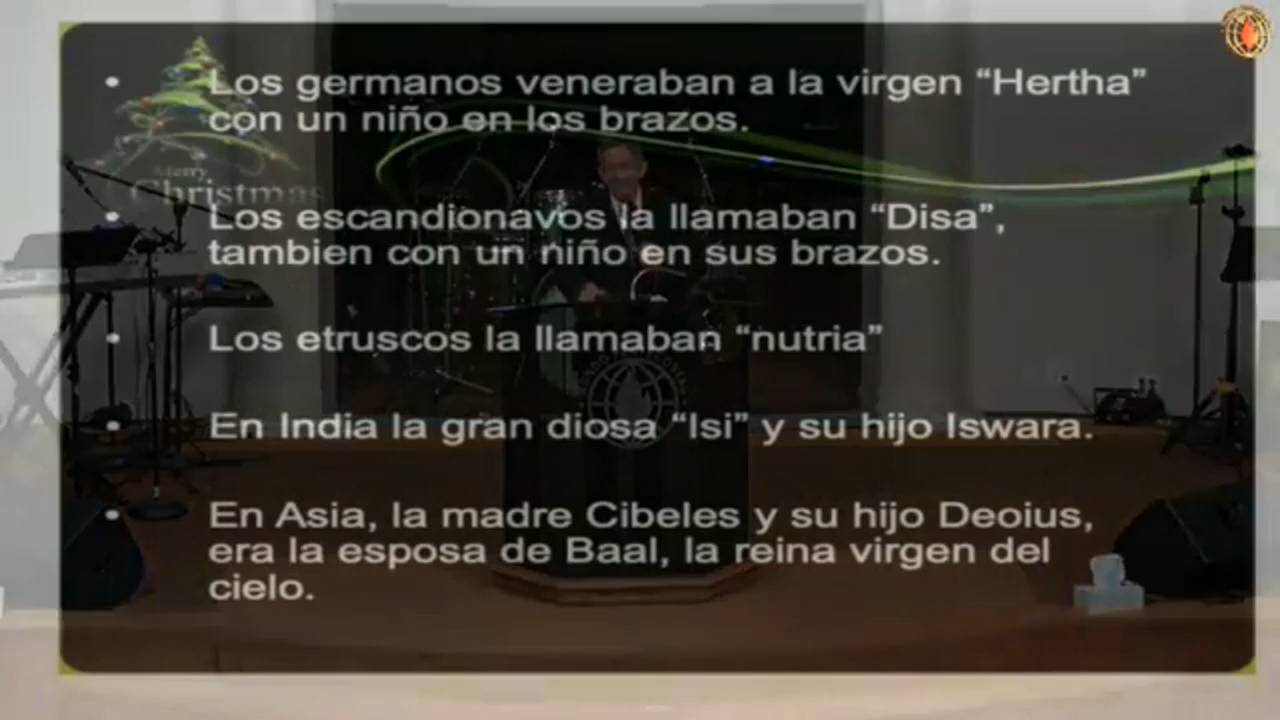 Los germanos veneraban a la virgen “Hertha”
con un niño en los brazos.
Merry
Christmas
Los escandionavos la llamaban “Disa”,
tambien con un niño en sus brazos.
Los etruscos la llamaban “nutria”
En India la gran diosa “Isi” y su hijo Iswara.
En Asia, la madre Cibeles y su hijo Deoius,
era la esposa de Baal, la reina virgen del
cielo.